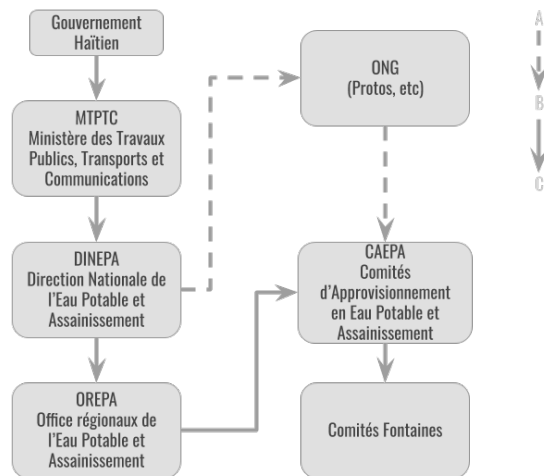 Gouvernement
Haïtien
MTPTC
Ministère des Travaux
Publics, Transports et
Communications
DINEPA
Direction Nationale de
l'Eau Potable et
Assainissement
OREPA
Office régionaux de
l'Eau Potable et
Assainissement
ONG
(Protos, etc)
CAEPA
Comités
d'Approvisionnement
en Eau Potable et
Assainissement
Comités Fontaines
A
B
C